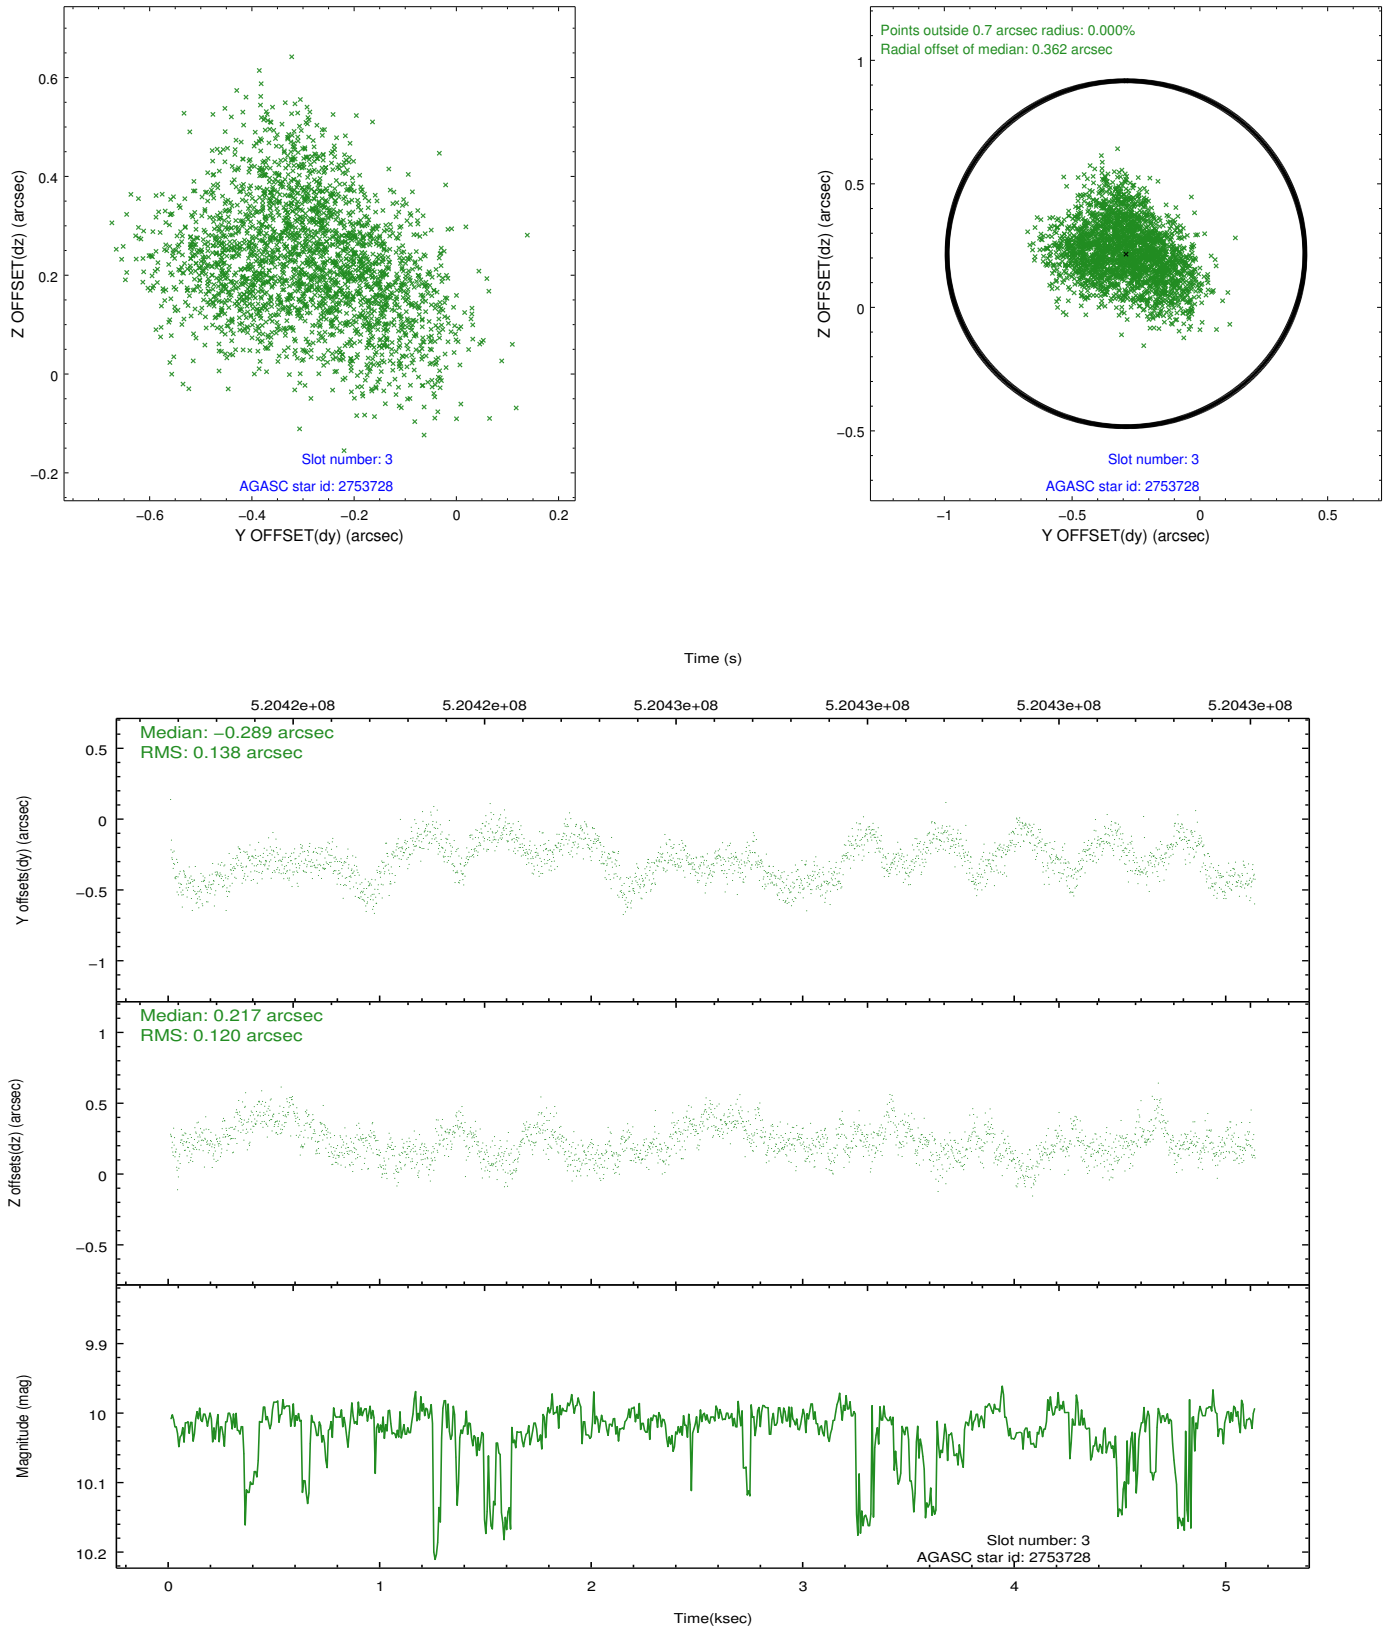 0.6
0.4
0.2
0
−0.2
Z OFFSET(dz) (arcsec)
Slot number: 3
AGASC star id: 2753728
−0.6 −0.4 −0.2 0 0.2
Y OFFSET(dy) (arcsec)
Points outside 0.7 arcsec radius: 0.000%
Radial offset of median: 0.362 arcsec
1
0.5
0
−0.5
Z OFFSET(dz) (arcsec)
Slot number: 3
AGASC star id: 2753728
−1 −0.5 0 0.5
Y OFFSET(dy) (arcsec)
Time (s)
5.2042e+08 5.2042e+08 5.2043e+08 5.2043e+08 5.2043e+08 5.2043e+08
Median: −0.289 arcsec
RMS: 0.138 arcsec
0.5
0
−0.5
−1
Y offsets(dy) (arcsec)
Median: 0.217 arcsec
RMS: 0.120 arcsec
1
0.5
0
−0.5
Z offsets(dz) (arcsec)
9.9
10
10.1
10.2
Magnitude (mag)
Slot number: 3
AGASC star id: 2753728
0 1 2 3 4 5
Time(ksec)